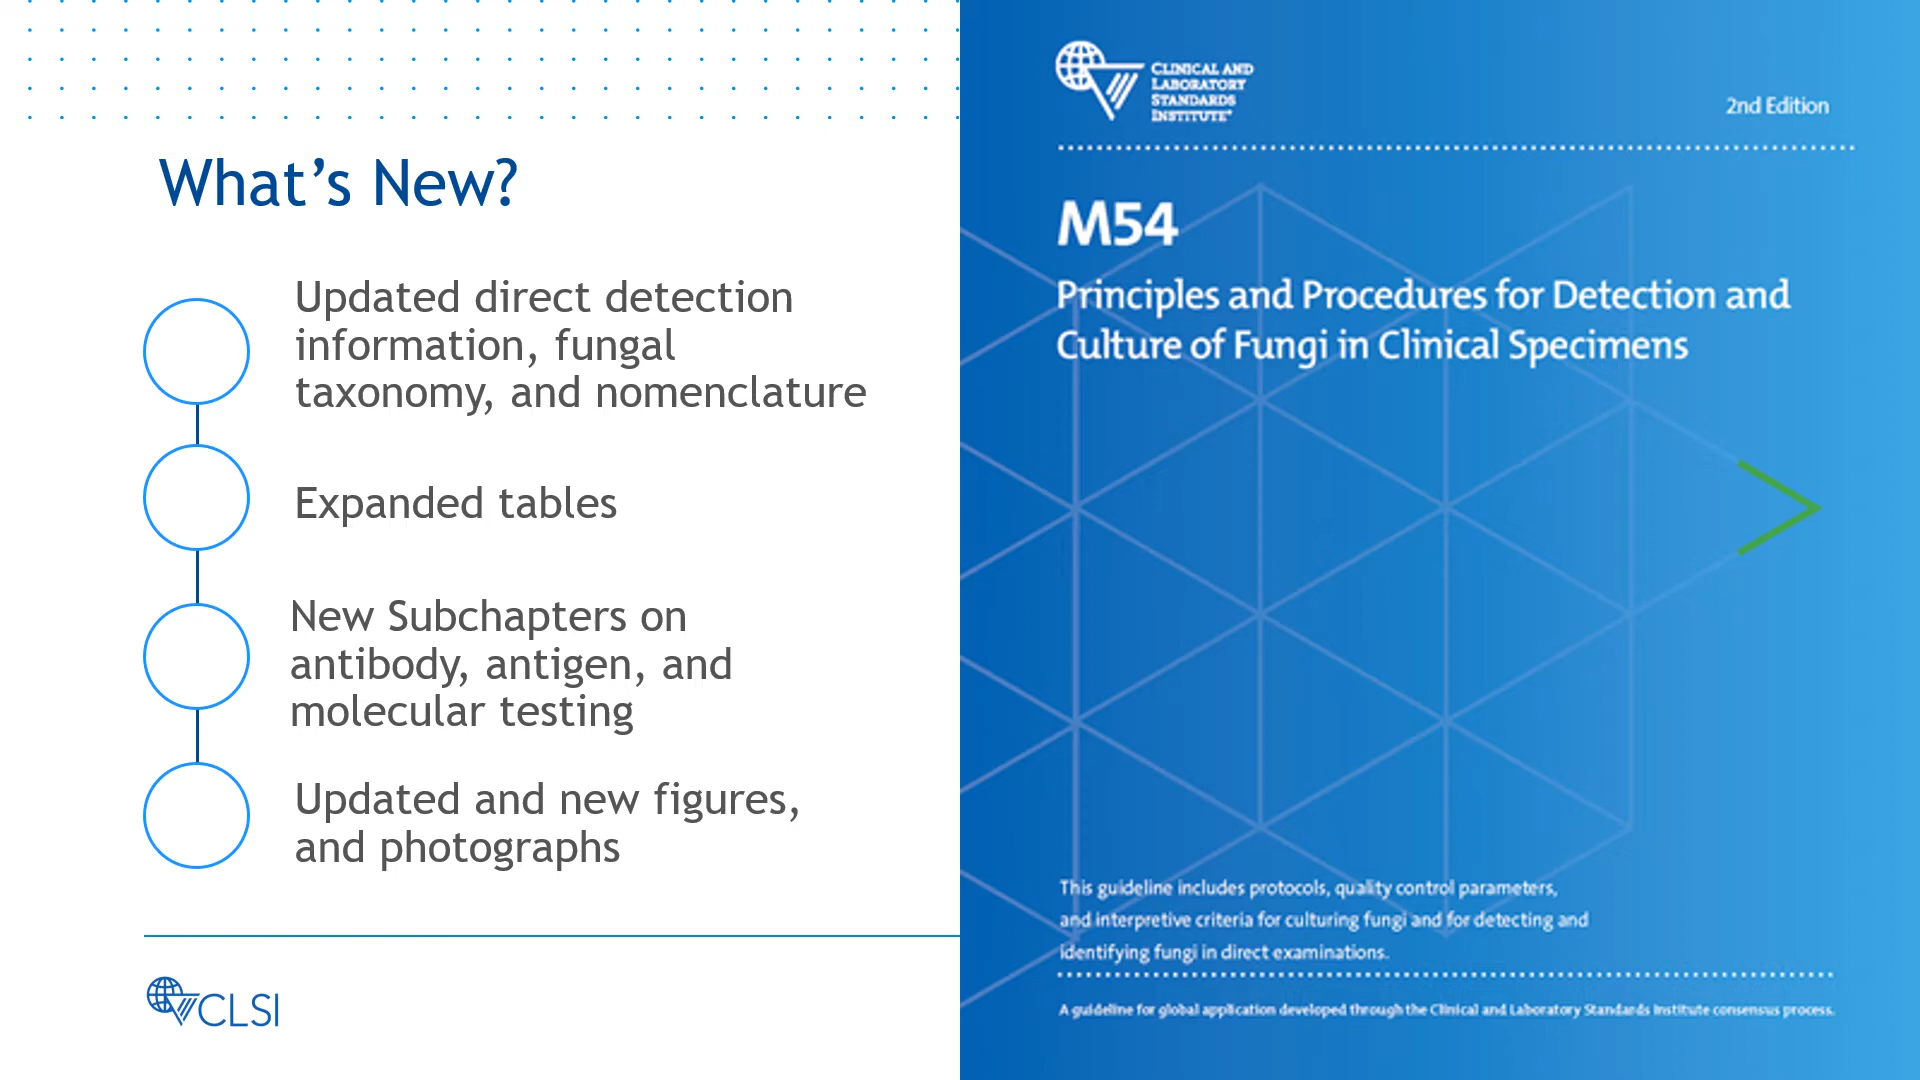 What’s New?
Updated direct detection
information, fungal
taxonomy, and nomenclature
Expanded tables
New Subchapters on
antibody, antigen, and
molecular testing
Updated and new figures,
and photographs
CLSI
CLINICAL AND
LABORATORY
STANDARDS
INSTITUTE®
2nd Edition
M54
Principles and Procedures for Detection and
Culture of Fungi in Clinical Specimens
This guideline includes protocols, quality control parameters,
and interpretive criteria for culturing fungi and for detecting and
identifying fungi in direct examinations.
A guideline for global application developed through the Clinical and Laboratory Standards Institute consensus process.